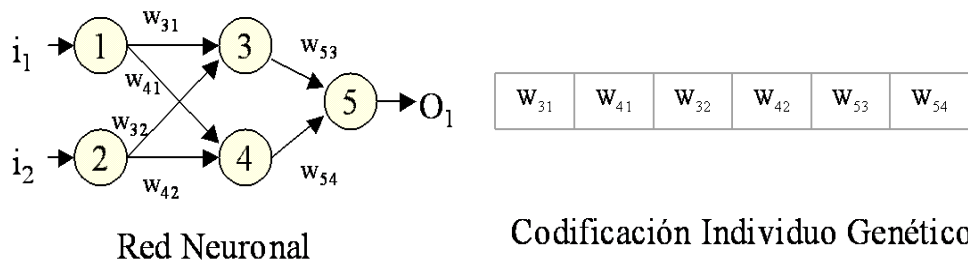 w31
w53
i1
1
3
w41
5
O1
w32
i2
2
4
w42
w54
Red Neuronal
w31 w41 w32 w42 w53 w54
Codificación Individuo Genético